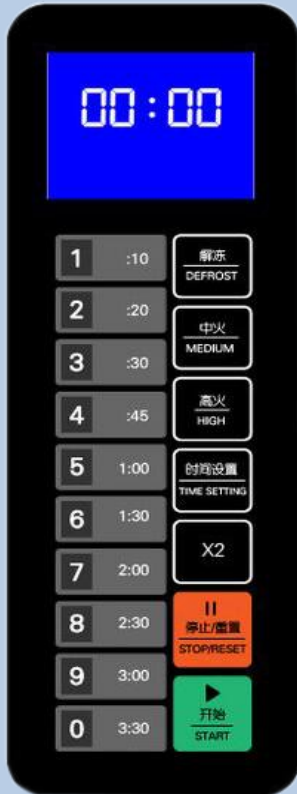 00:00
1 :10
2 :20
3 :30
4 :45
5 1:00
6 1:30
7 2:00
8 2:30
9 3:00
0 3:30
解冻
DEFROST
中火
MEDIUM
高火
HIGH
时间设置
TIME SETTING
X2
停止/重置
STOP/RESET
开始
START